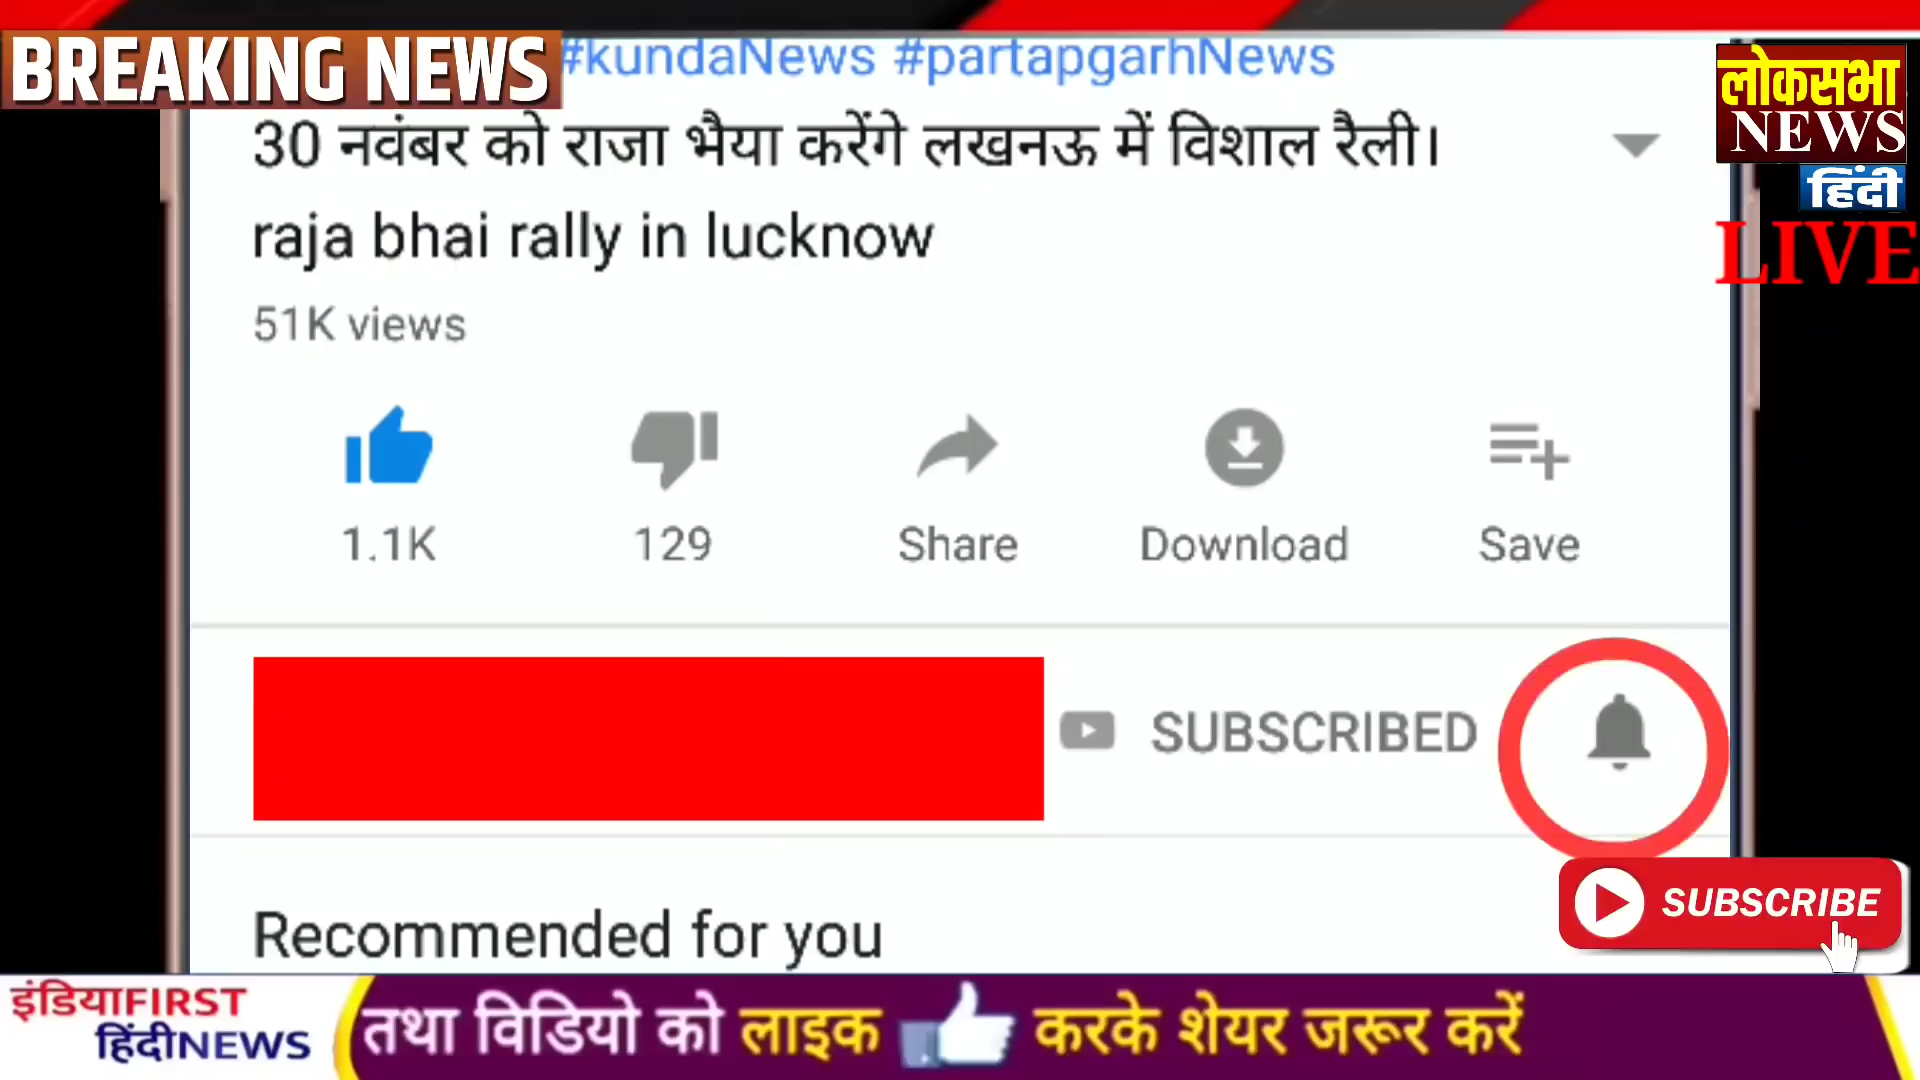 BREAKING NEWS
#kundaNews #partapgarhNews
लोकसभा
NEWS
हिंदी
LIVE
30 नवंबर को राजा भैया करेंगे लखनऊ में विशाल रैली।
raja bhai rally in lucknow
51K views
1.1K 129 Share Download Save
SUBSCRIBED
SUBSCRIBE
Recommended for you
इंडियाFIRST
हिंदीNEWS
तथा विडियो को लाइक करके शेयर जरूर करें